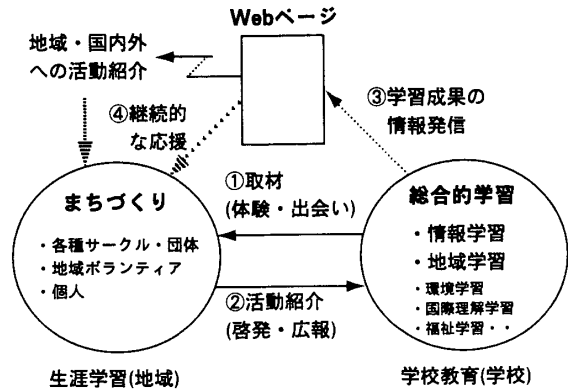 Webページ
地域・国内外
への活動紹介
④継続的
な応援
③学習成果の
情報発信
①取材
(体験・出会い)
まちづくり
・各種サークル・団体
・地域ボランティア
・個人
総合的学習
・情報学習
・地域学習
・環境学習
・国際理解学習
・福祉学習・・
②活動紹介
(啓発・広報)
生涯学習(地域)
学校教育(学校)